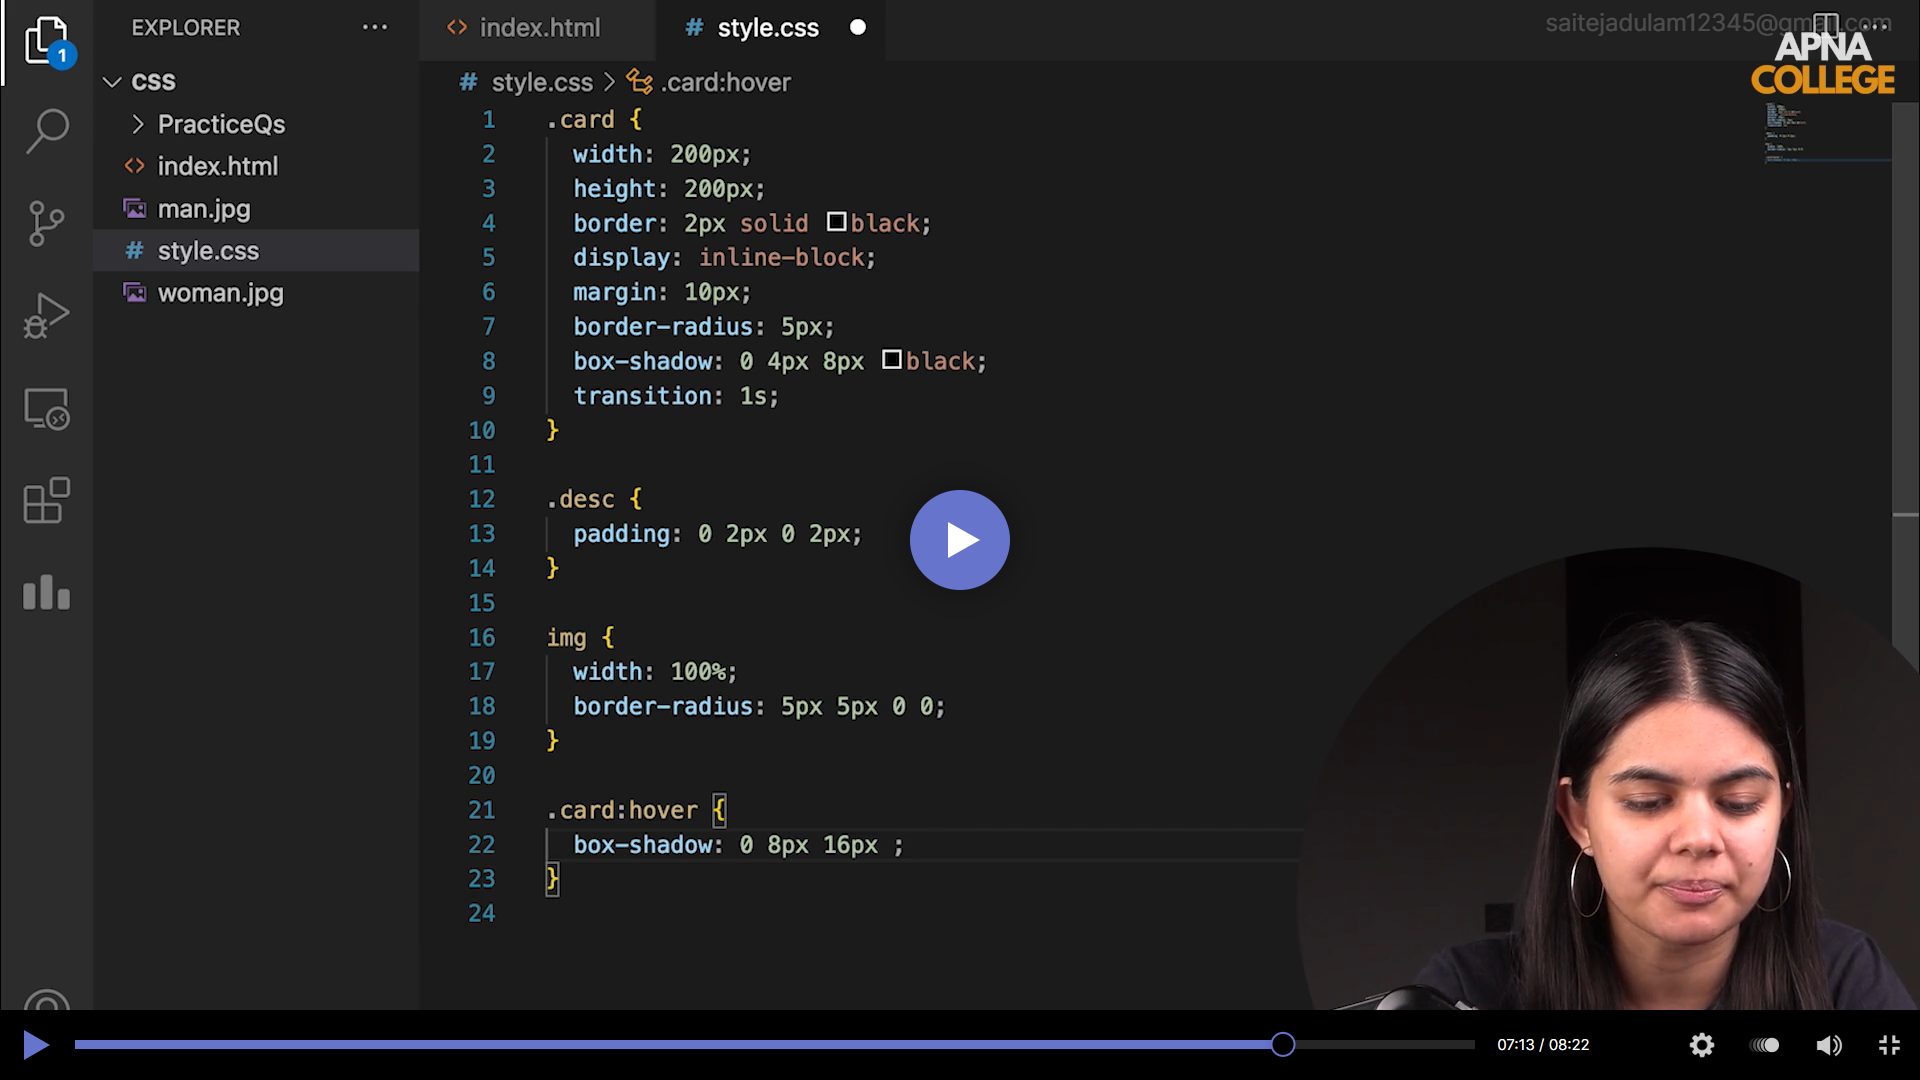 EXPLORER
index.html
style.css
saitejadulam12345@gmail.com
APNA
COLLEGE
1
CSS
PracticeQs
index.html
man.jpg
style.css
woman.jpg
style.css > .card:hover
1 .card {
2 width: 200px;
3 height: 200px;
4 border: 2px solid black;
5 display: inline-block;
6 margin: 10px;
7 border-radius: 5px;
8 box-shadow: 0 4px 8px black;
9 transition: 1s;
10 }
11
12 .desc {
13 padding: 0 2px 0 2px;
14 }
15
16 img {
17 width: 100%;
18 border-radius: 5px 5px 0 0;
19 }
20
21 .card:hover {
22 box-shadow: 0 8px 16px ;
23 }
24
07:13 / 08:22